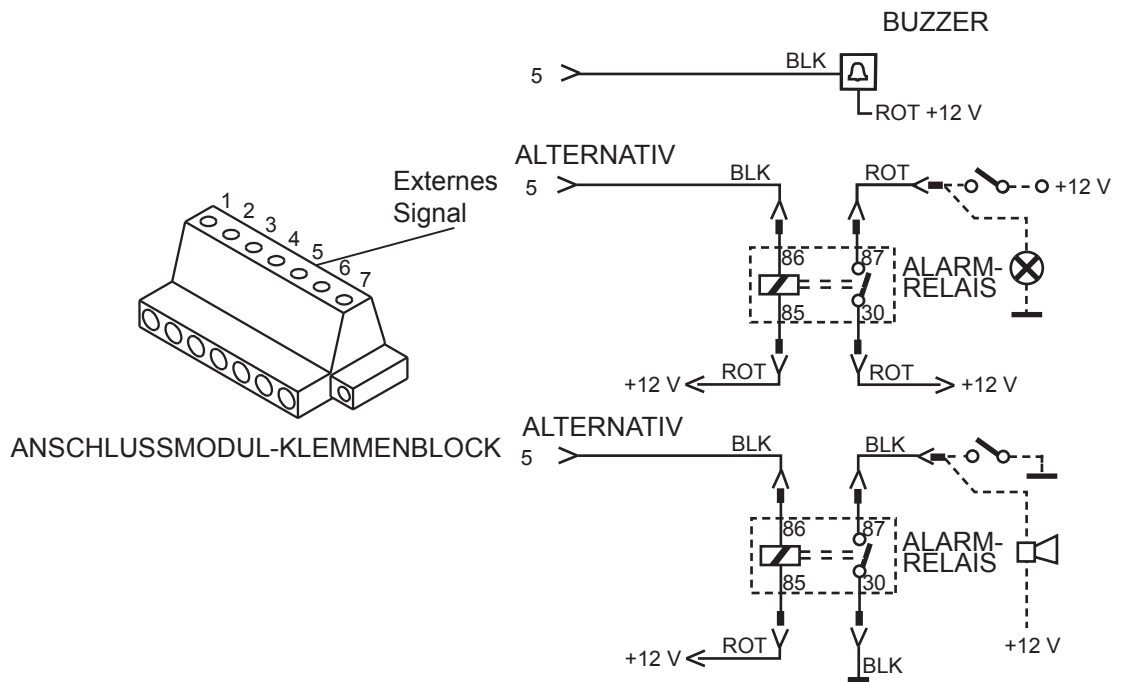 BUZZER
BLK
5
ROT +12 V
ALTERNATIV
5
BLK
ROT
+12 V
Externes
Signal
1
2
3
4
5
6
7
86
87
85
30
ALARM-
RELAIS
+12 V
ROT
ROT
+12 V
ANSCHLUSSMODUL-KLEMMENBLOCK
ALTERNATIV
5
BLK
BLK
86
87
85
30
ALARM-
RELAIS
+12 V
ROT
BLK
+12 V